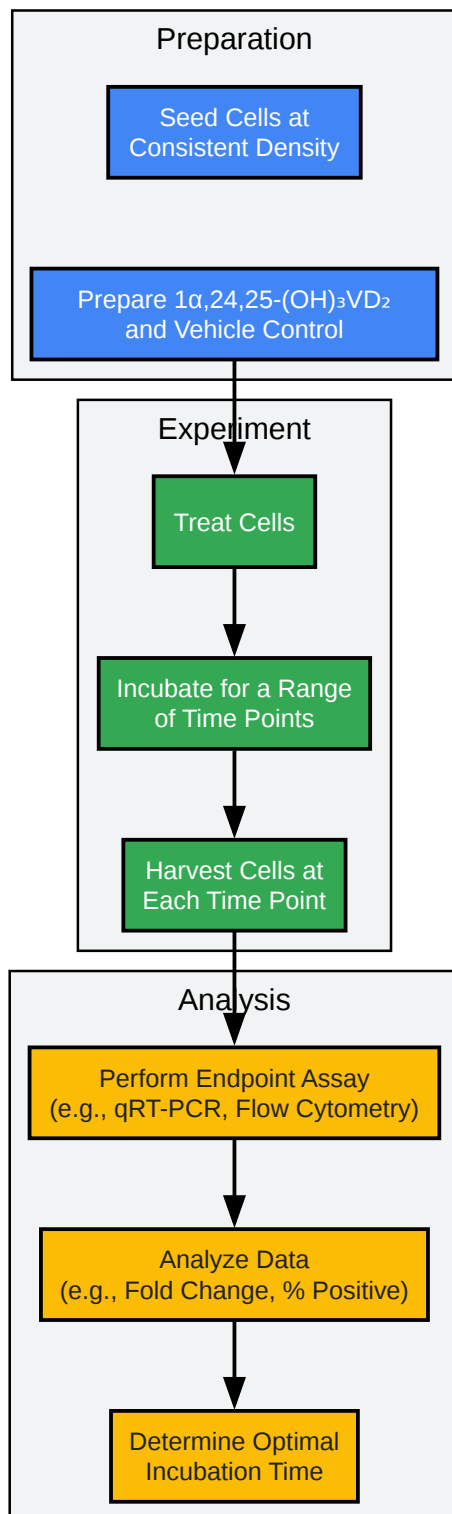 Preparation
Seed Cells at
Consistent Density
Prepare 1α,24,25-(OH)₃VD₂
and Vehicle Control
Experiment
Treat Cells
Incubate for a Range
of Time Points
Harvest Cells at
Each Time Point
Analysis
Perform Endpoint Assay
(e.g., qRT-PCR, Flow Cytometry)
Analyze Data
(e.g., Fold Change, % Positive)
Determine Optimal
Incubation Time